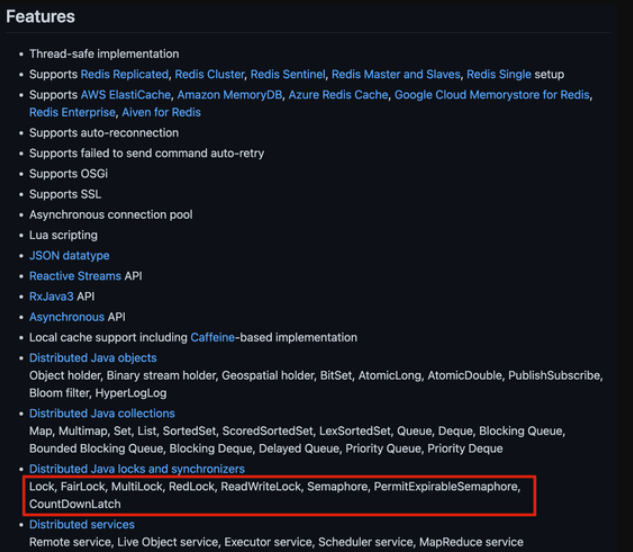 Features
• Thread-safe implementation
• Supports Redis Replicated, Redis Cluster, Redis Sentinel, Redis Master and Slaves, Redis Single setup
• Supports AWS ElastiCache, Amazon MemoryDB, Azure Redis Cache, Google Cloud Memorystore for Redis,
Redis Enterprise, Aiven for Redis
• Supports auto-reconnection
• Supports failed to send command auto-retry
• Supports OSGi
• Supports SSL
• Asynchronous connection pool
• Lua scripting
• JSON datatype
• Reactive Streams API
• RxJava3 API
• Asynchronous API
• Local cache support including Caffeine-based implementation
• Distributed Java objects
Object holder, Binary stream holder, Geospatial holder, BitSet, AtomicLong, AtomicDouble, PublishSubscribe,
Bloom filter, HyperLogLog
• Distributed Java collections
Map, Multimap, Set, List, SortedSet, ScoredSortedSet, LexSortedSet, Queue, Deque, Blocking Queue,
Bounded Blocking Queue, Blocking Deque, Delayed Queue, Priority Queue, Priority Deque
• Distributed Java locks and synchronizers
Lock, FairLock, MultiLock, RedLock, ReadWriteLock, Semaphore, PermitExpirableSemaphore,
CountDownLatch
• Distributed services
Remote service, Live Object service, Executor service, Scheduler service, MapReduce service